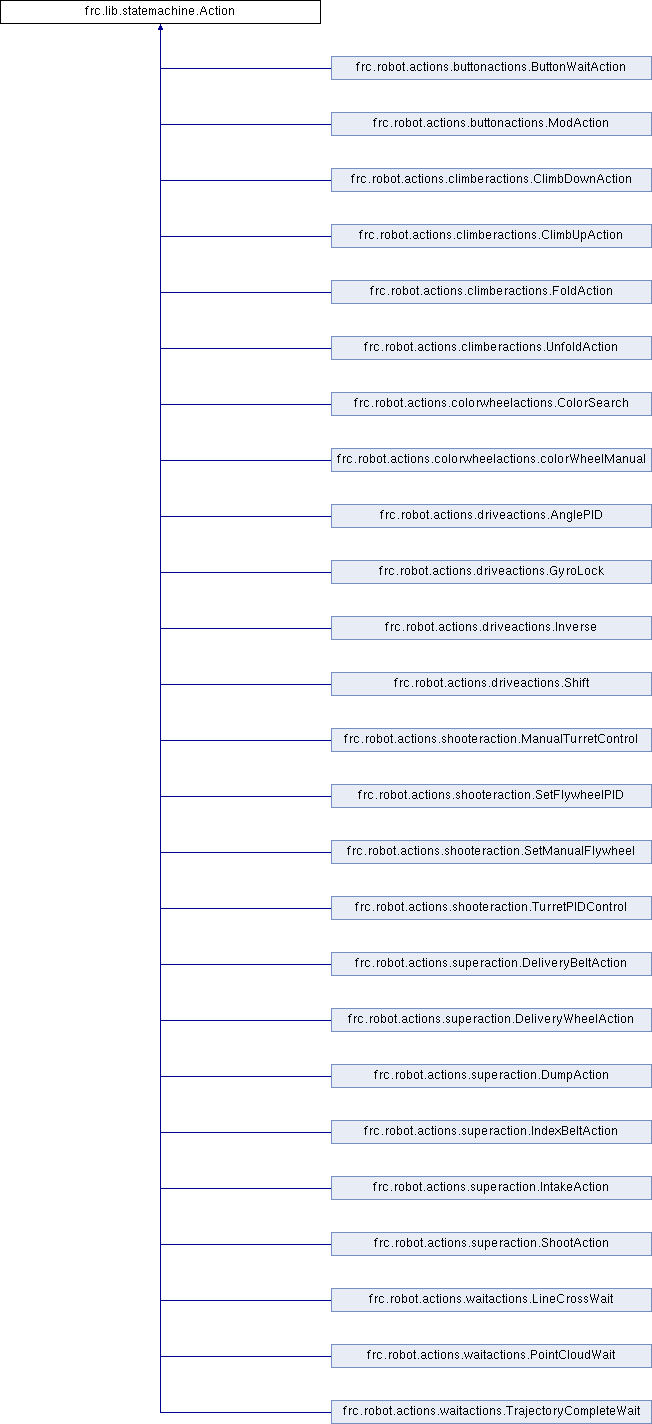 frc.lib.statemachine.Action
frc.robot.actions.buttonactions.ButtonWaitAction
frc.robot.actions.buttonactions.ModAction
frc.robot.actions.climberactions.ClimbDownAction
frc.robot.actions.climberactions.ClimbUpAction
frc.robot.actions.climberactions.FoldAction
frc.robot.actions.climberactions.UnfoldAction
frc.robot.actions.colorwheelactions.ColorSearch
frc.robot.actions.colorwheelactions.colorWheelManual
frc.robot.actions.driveactions.AnglePID
frc.robot.actions.driveactions.GyroLock
frc.robot.actions.driveactions.Inverse
frc.robot.actions.driveactions.Shift
frc.robot.actions.shooteraction.ManualTurretControl
frc.robot.actions.shooteraction.SetFlywheelPID
frc.robot.actions.shooteraction.SetManualFlywheel
frc.robot.actions.shooteraction.TurretPIDControl
frc.robot.actions.superaction.DeliveryBeltAction
frc.robot.actions.superaction.DeliveryWheelAction
frc.robot.actions.superaction.DumpAction
frc.robot.actions.superaction.IndexBeltAction
frc.robot.actions.superaction.IntakeAction
frc.robot.actions.superaction.ShootAction
frc.robot.actions.waitactions.LineCrossWait
frc.robot.actions.waitactions.PointCloudWait
frc.robot.actions.waitactions.TrajectoryCompleteWait